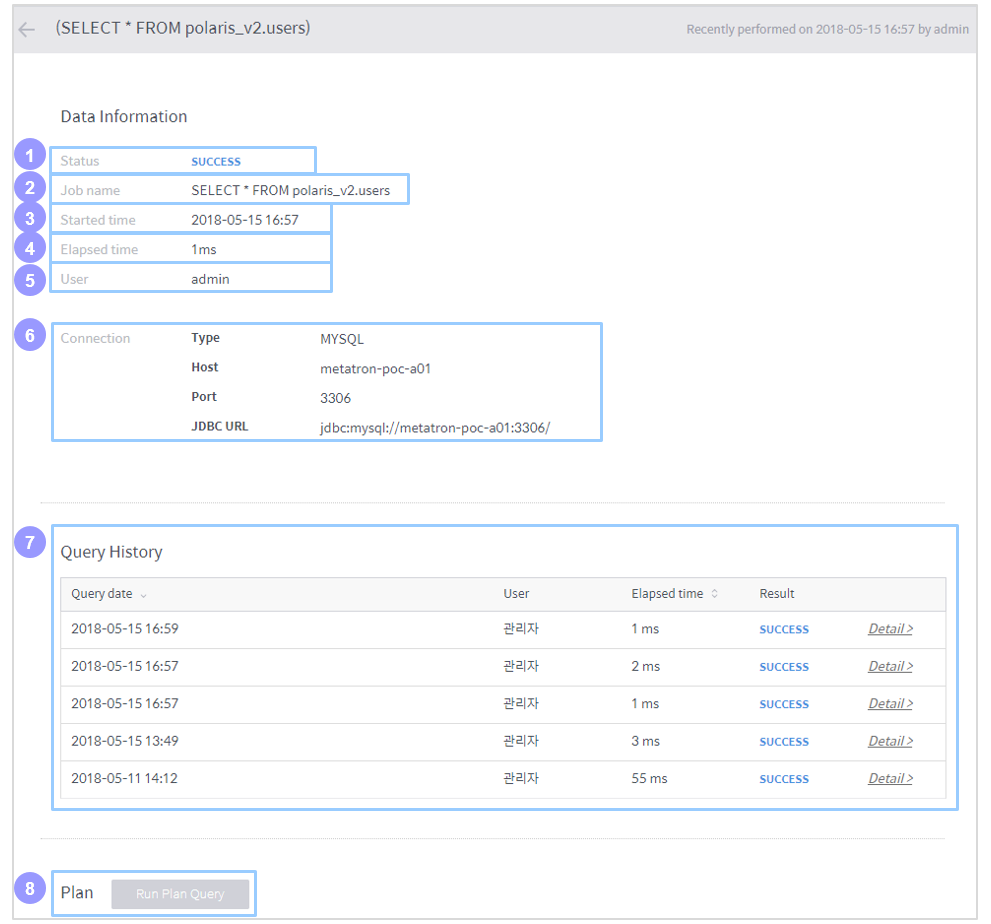 (SELECT * FROM polaris_v2.users) Recently performed on 2018-05-15 16:57 by admin
Data Information
1 Status SUCCESS
2 Job name SELECT * FROM polaris_v2.users
3 Started time 2018-05-15 16:57
4 Elapsed time 1ms
5 User admin
6 Connection Type MYSQL
Host metatron-poc-a01
Port 3306
JDBC URL jdbc:mysql://metatron-poc-a01:3306/
7 Query History
Query date User Elapsed time Result
2018-05-15 16:59 관리자 1 ms SUCCESS Detail >
2018-05-15 16:57 관리자 2 ms SUCCESS Detail >
2018-05-15 16:57 관리자 1 ms SUCCESS Detail >
2018-05-15 13:49 관리자 3 ms SUCCESS Detail >
2018-05-11 14:12 관리자 55 ms SUCCESS Detail >
8 Plan Run Plan Query